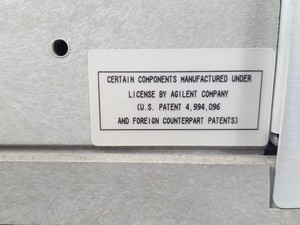 CERTAIN COMPONENTS MANUFACTURED UNDER
LICENSE BY AGILENT COMPANY
(U.S. PATENT 4,994,096
AND FOREIGN COUNTERPART PATENTS)